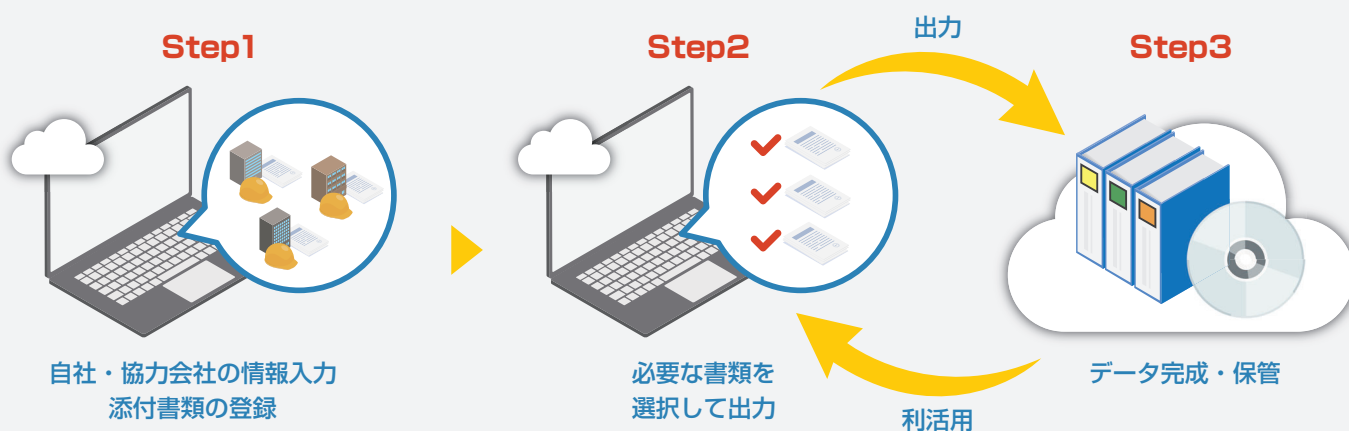 Step1
自社・協力会社の情報入力
添付書類の登録
Step2
必要な書類を
選択して出力
出力
利活用
Step3
データ完成・保管